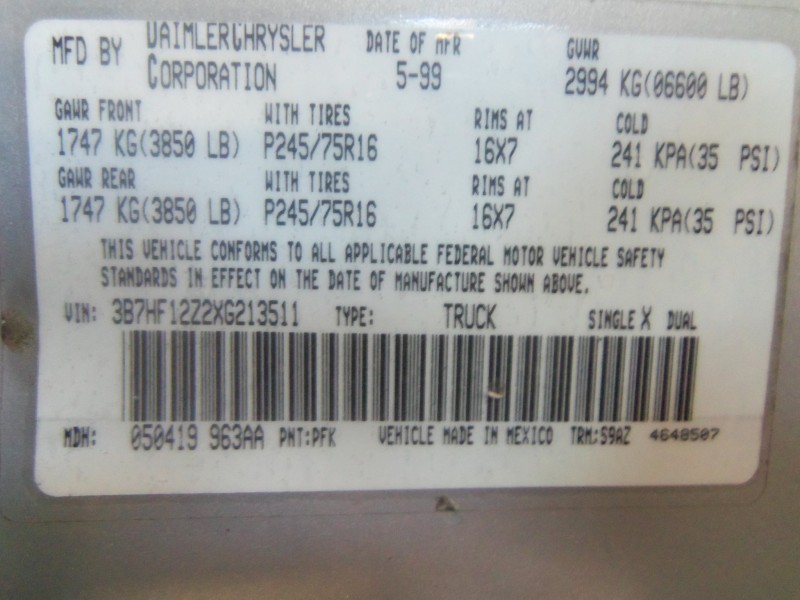 MFD BY DAIMLERCHRYSLER CORPORATION DATE OF MFR 5-99 GVWR 2994 KG(06600 LB)
GAWR FRONT WITH TIRES RIMS AT COLD
1747 KG(3850 LB) P245/75R16 16X7 241 KPA(35 PSI)
GAWR REAR WITH TIRES RIMS AT COLD
1747 KG(3850 LB) P245/75R16 16X7 241 KPA(35 PSI)
THIS VEHICLE CONFORMS TO ALL APPLICABLE FEDERAL MOTOR VEHICLE SAFETY
STANDARDS IN EFFECT ON THE DATE OF MANUFACTURE SHOWN ABOVE.
VIN: 3B7HF12Z2XG213511 TYPE: TRUCK SINGLE X DUAL
MDH: 050419 963AA PNT:PFK VEHICLE MADE IN MEXICO TRM:S9AZ 4648507